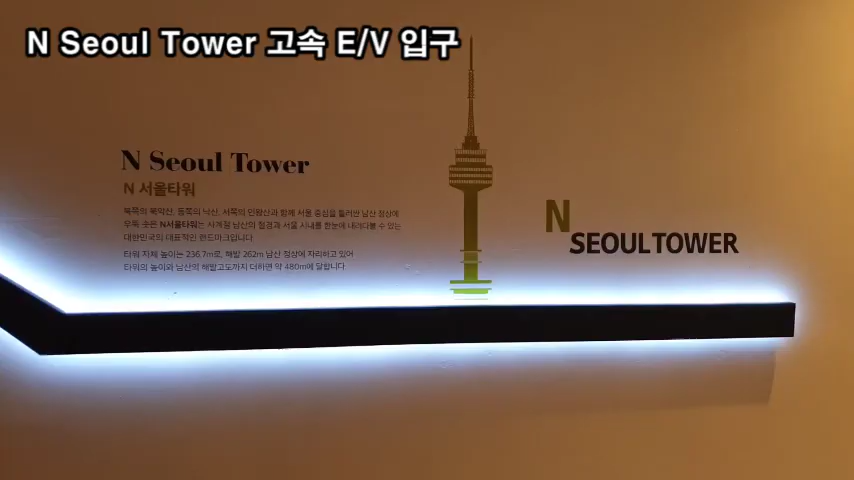 N Seoul Tower 고속 E/V 입구
N Seoul Tower
N 서울타워
북쪽의 북악산, 동쪽의 낙산, 서쪽의 인왕산과 함께 서울 중심을 둘러싼 남산 정상에
우뚝 솟은 N서울타워는 사계절 남산의 절경과 서울 시내를 한눈에 내려다볼 수 있는
대한민국의 대표적인 랜드마크입니다.
타워 자체 높이는 236.7m로, 해발 262m 남산 정상에 자리하고 있어
타워의 높이와 남산의 해발고도까지 더하면 약 480m에 달합니다.
N
SEOULTOWER